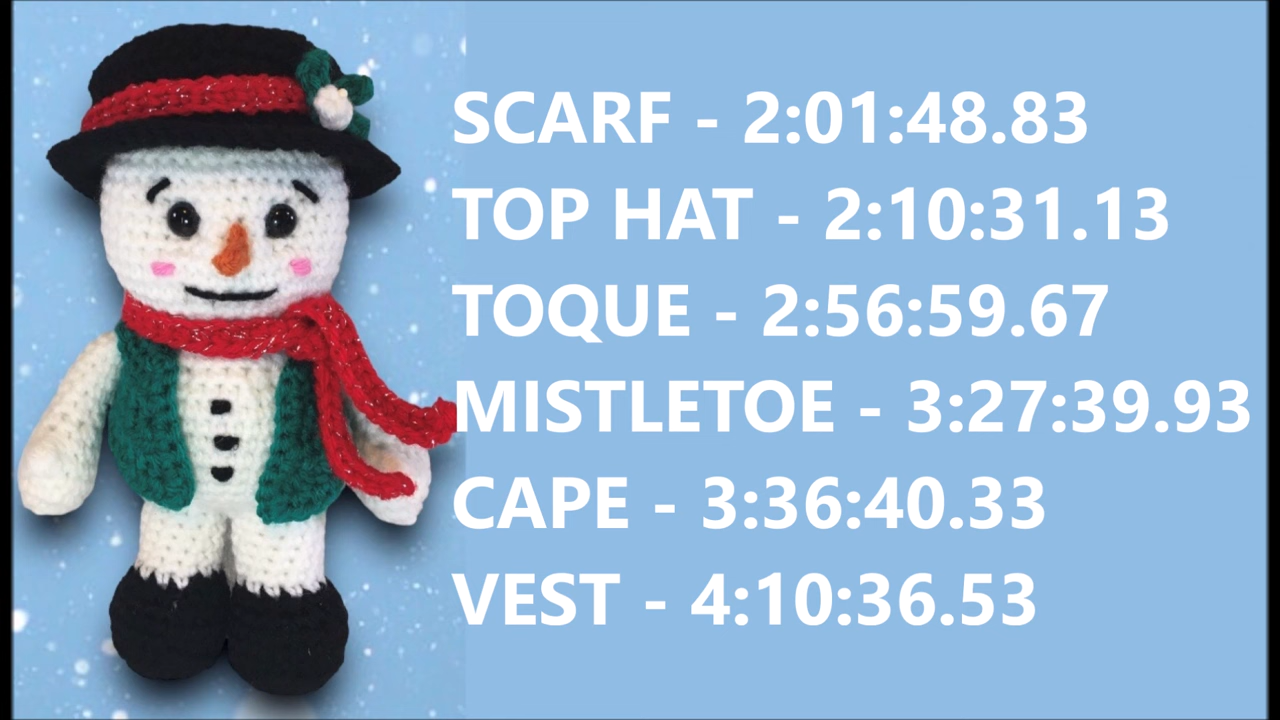 SCARF - 2:01:48.83
TOP HAT - 2:10:31.13
TOQUE - 2:56:59.67
MISTLETOE - 3:27:39.93
CAPE - 3:36:40.33
VEST - 4:10:36.53